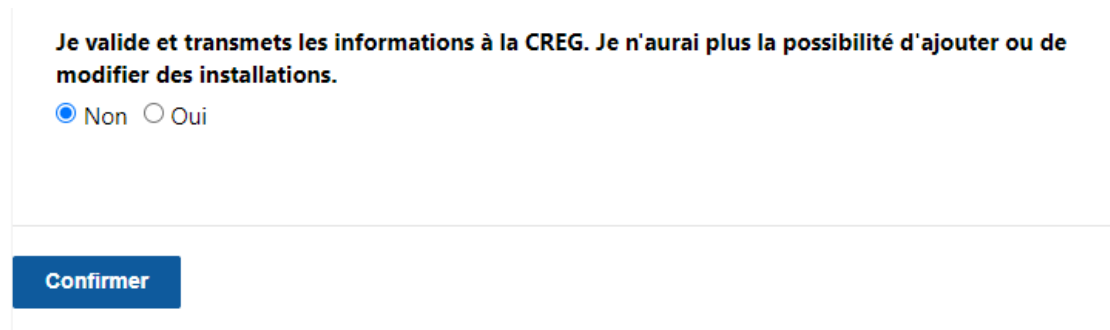 Je valide et transmets les informations à la CREG. Je n'aurai plus la possibilité d'ajouter ou de
modifier des installations.
Non Oui
Confirmer